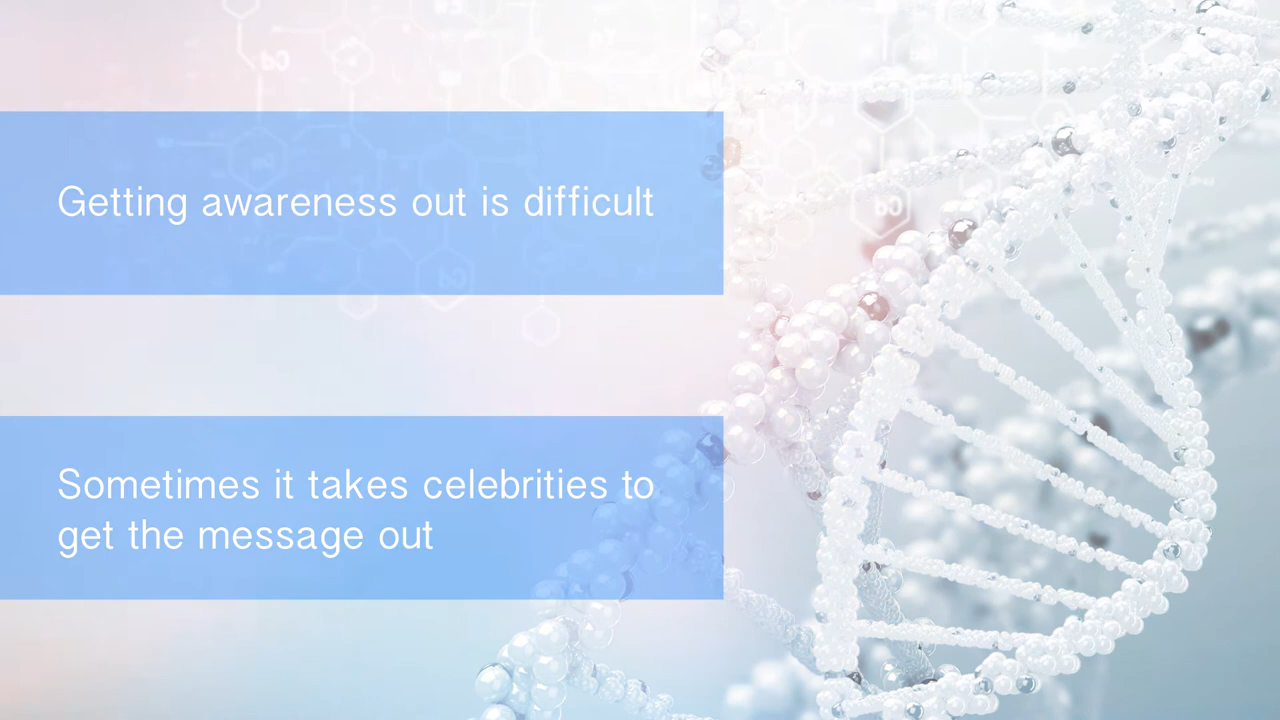 Getting awareness out is difficult
Sometimes it takes celebrities to
get the message out